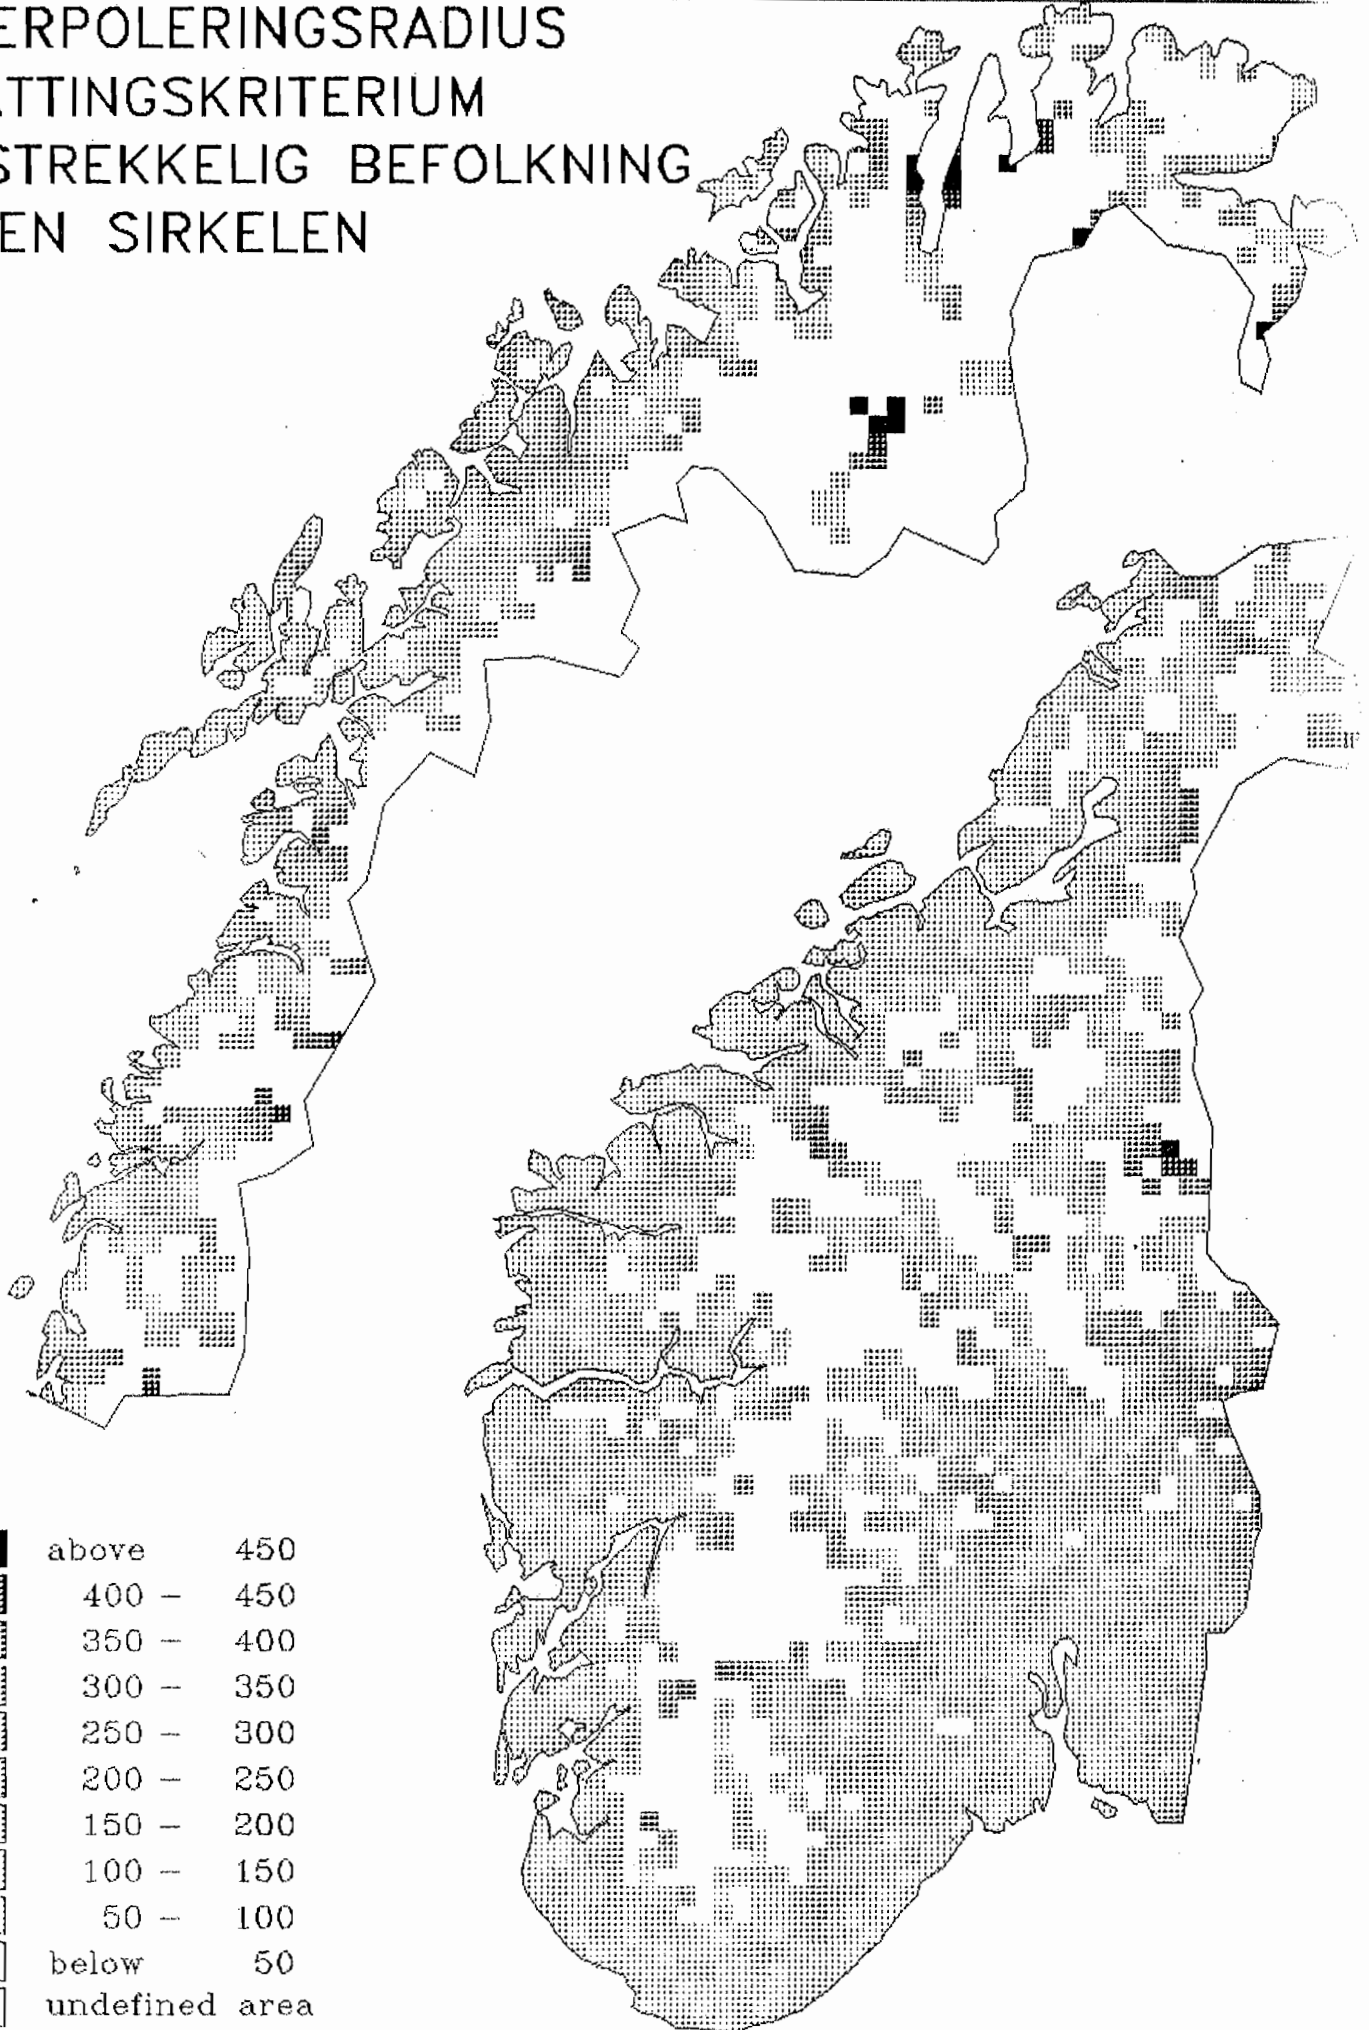 ERPOLERINGSRADIUS
ATTINGSKRITERIUM
STREKKELIG BEFOLKNING
EN SIRKELEN
above 450
400 - 450
350 - 400
300 - 350
250 - 300
200 - 250
150 - 200
100 - 150
50 - 100
below 50
undefined area